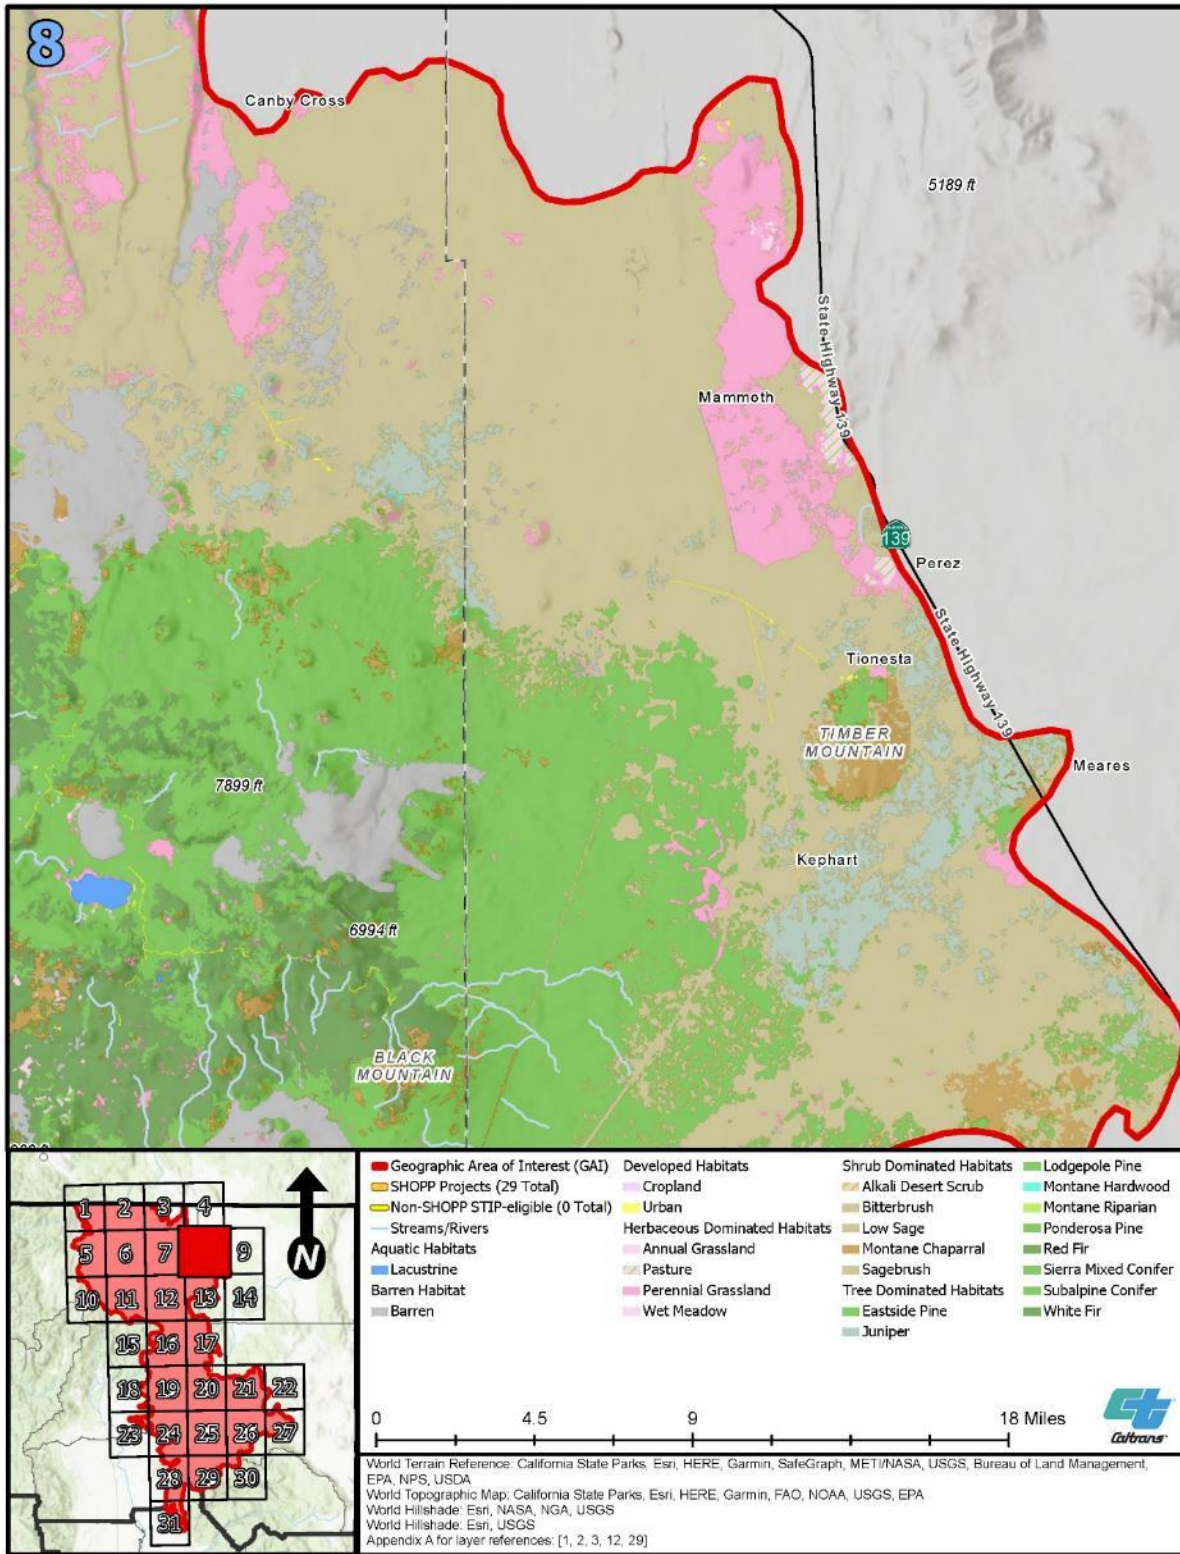 8
Canby Cross
5189 ft
State Highway 139
Mammoth
139
Perez
State Highway 139
Tionesta
TIMBER
MOUNTAIN
Meares
7899 ft
Kephart
6994 ft
BLACK
MOUNTAIN
1 2 3 4
5 6 7 9
10 11 12 13 14
15 16 17
18 19 20 21 22
23 24 25 26 27
28 29 30
31
N
Geographic Area of Interest (GAI)
SHOPP Projects (29 Total)
Non-SHOPP STIP-eligible (0 Total)
Streams/Rivers
Aquatic Habitats
Lacustrine
Barren Habitat
Barren
Developed Habitats
Cropland
Urban
Herbaceous Dominated Habitats
Annual Grassland
Pasture
Perennial Grassland
Wet Meadow
Shrub Dominated Habitats
Alkali Desert Scrub
Bitterbrush
Low Sage
Montane Chaparral
Sagebrush
Tree Dominated Habitats
Eastside Pine
Juniper
Lodgepole Pine
Montane Hardwood
Montane Riparian
Ponderosa Pine
Red Fir
Sierra Mixed Conifer
Subalpine Conifer
White Fir
0 4.5 9 18 Miles
Caltrans
World Terrain Reference: California State Parks, Esri, HERE, Garmin, SafeGraph, METI/NASA, USGS, Bureau of Land Management,
EPA, NPS, USDA
World Topographic Map: California State Parks, Esri, HERE, Garmin, FAO, NOAA, USGS, EPA
World Hillshade: Esri, NASA, NGA, USGS
World Hillshade: Esri, USGS
Appendix A for layer references: [1, 2, 3, 12, 29]